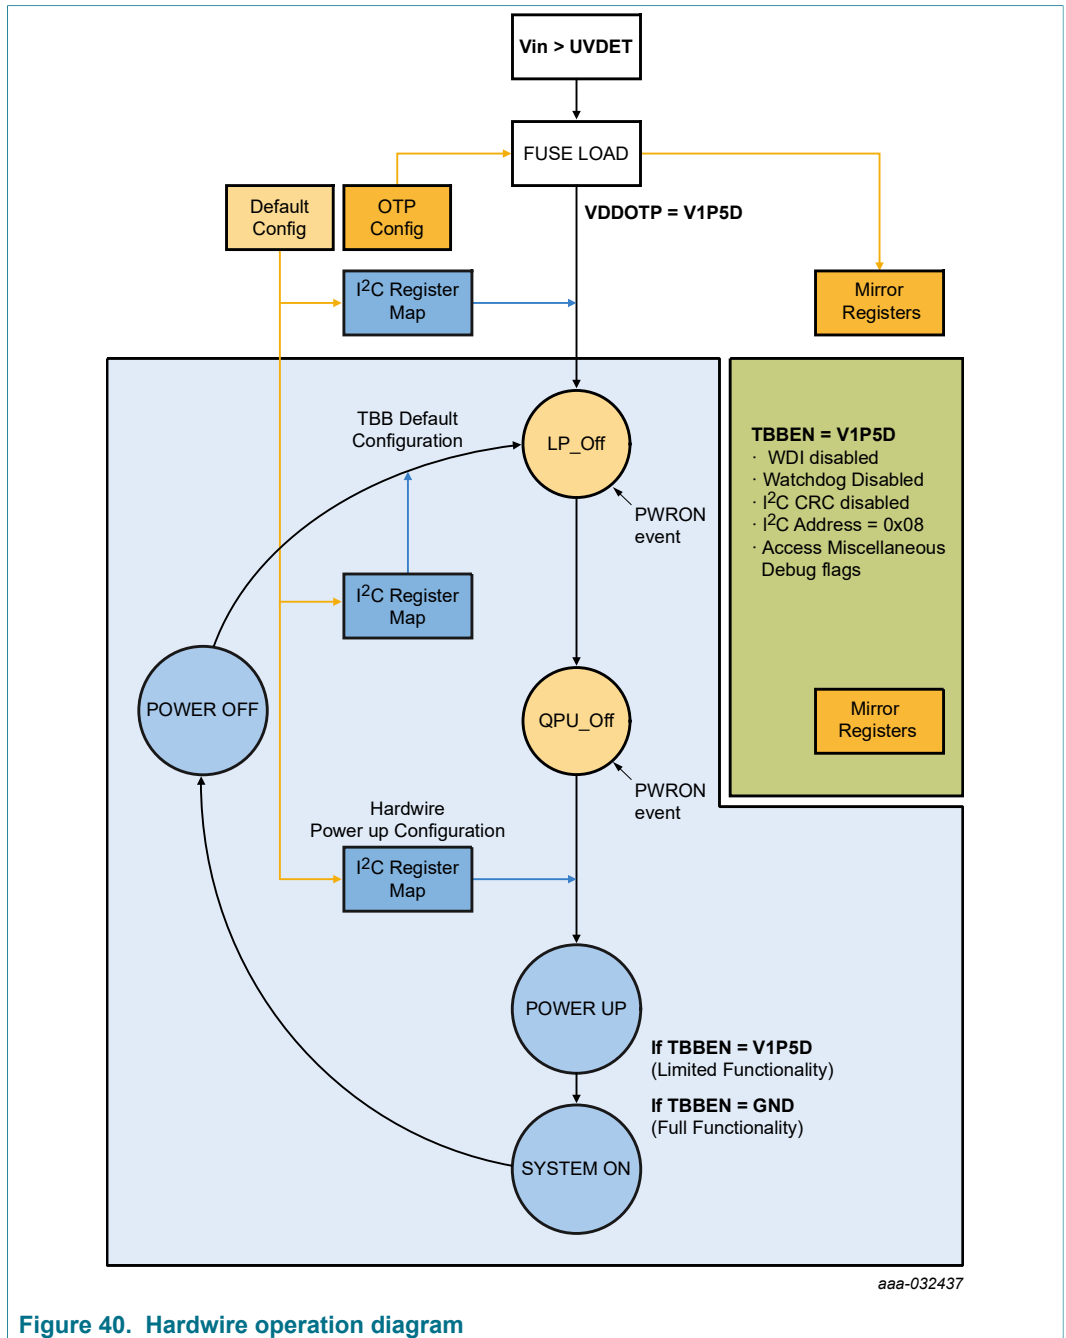 Vin > UVDET
FUSE LOAD
VDDOTP = V1P5D
Default
Config
OTP
Config
I2C Register
Map
Mirror
Registers
TBB Default
Configuration
LP_Off
PWRON
event
TBBEN = V1P5D
· WDI disabled
· Watchdog Disabled
· I2C CRC disabled
· I2C Address = 0x08
· Access Miscellaneous
Debug flags
I2C Register
Map
POWER OFF
QPU_Off
Mirror
Registers
PWRON
event
Hardwire
Power up Configuration
I2C Register
Map
POWER UP
If TBBEN = V1P5D
(Limited Functionality)
If TBBEN = GND
(Full Functionality)
SYSTEM ON
aaa-032437
Figure 40. Hardwire operation diagram